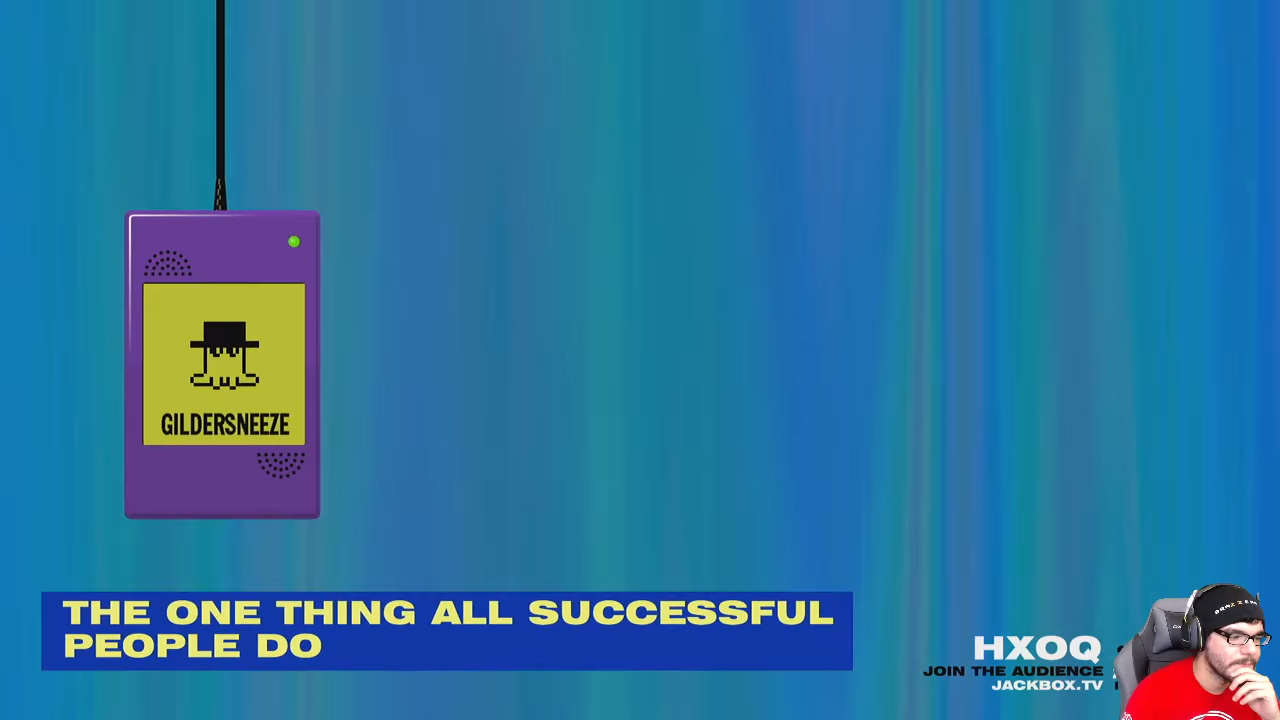 GILDERSNEEZE
THE ONE THING ALL SUCCESSFUL
PEOPLE DO
HXOQ
JOIN THE AUDIENCE
JACKBOX.TV